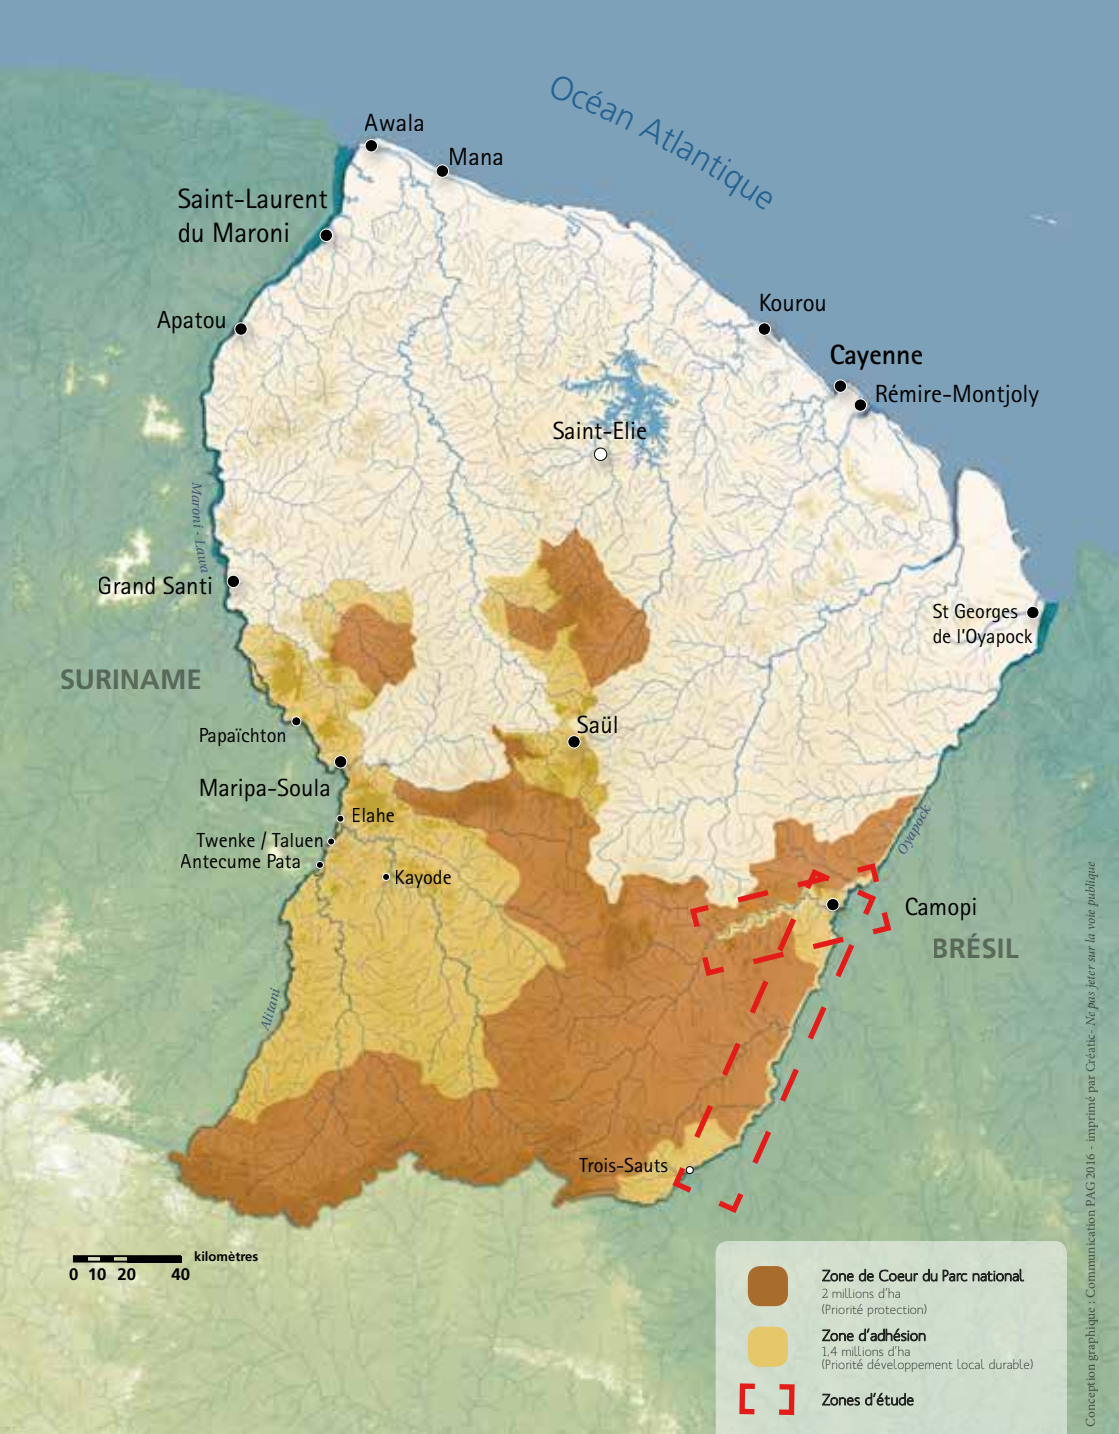 Océan Atlantique
Awala
Mana
Saint-Laurent
du Maroni
Apatou
Kourou
Cayenne
Rémire-Montjoly
Saint-Elie
Maroni - Lawa
Grand Santi
St Georges
de l'Oyapock
SURINAME
Papaïchton
Saül
Maripa-Soula
Elahe
Twenke / Taluen
Antecume Pata
Kayode
Oyapock
Camopi
BRÉSIL
Alitani
Trois-Sauts
kilomètres
0 10 20 40
Zone de Coeur du Parc national
2 millions d'ha
(Priorité protection)
Zone d'adhésion
1.4 millions d'ha
(Priorité développement local durable)
Zones d'étude
Conception graphique : Communication PAG 2016 - imprimé par Créatic- Ne pas jeter sur la voie publique